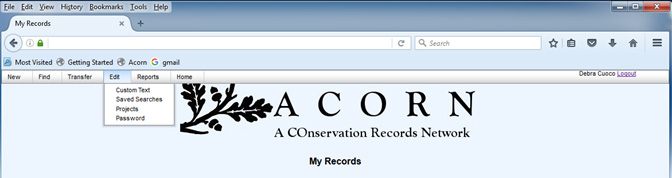 File Edit View History Bookmarks Tools Help
My Records
Search
Most Visited Getting Started Acorn gmail
New Find Transfer Edit Reports Home Debra Cuoco Logout
Custom Text
Saved Searches
Projects
Password
ACORN
A COnservation Records Network
My Records